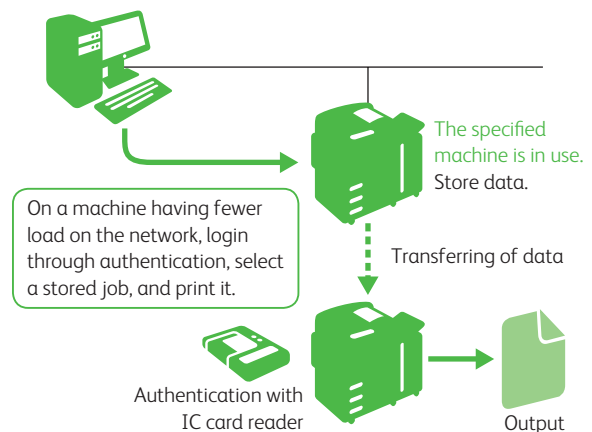 The specified
machine is in use.
Store data.
On a machine having fewer
load on the network, login
through authentication, select
a stored job, and print it.
Transferring of data
Authentication with
IC card reader
Output